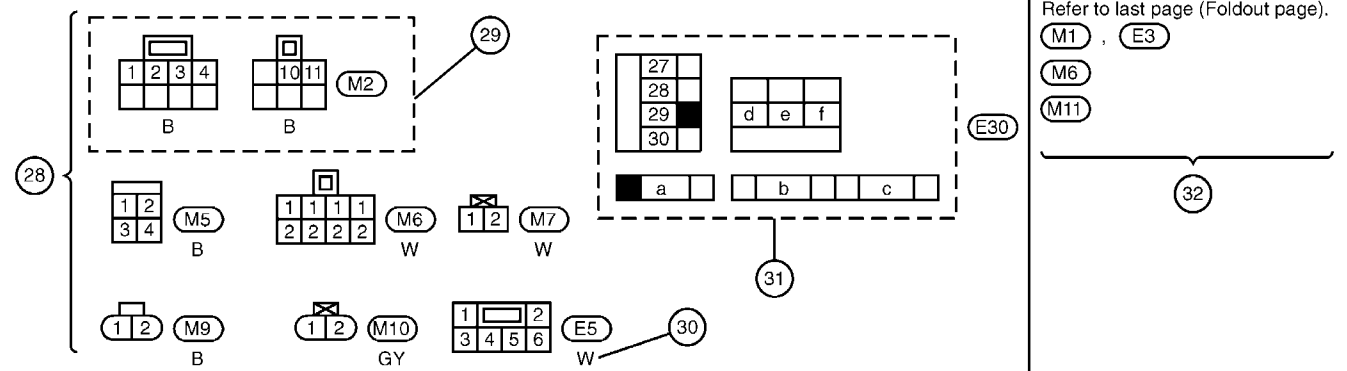 Refer to last page (Foldout page).
M1 , E3
M6
M11
32
28
29
1 2 3 4
10 11
M2
B B
27
28
29
30
d e f
E30
a b c
31
1 2
3 4
M5
B
1 1 1 1
2 2 2 2
M6
W
1 2
M7
W
1 2
M9
B
1 2
M10
GY
1 2
3 4 5 6
E5
W
30